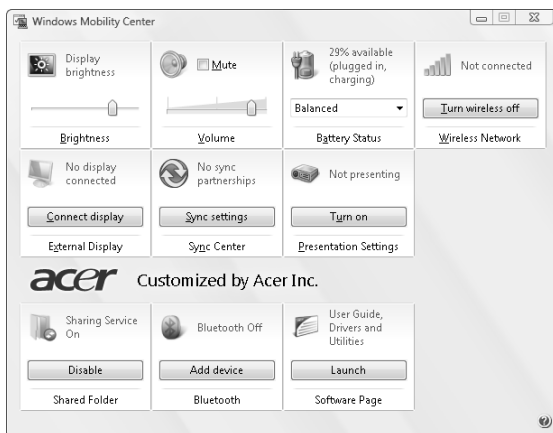 Windows Mobility Center
Display
brightness
Brightness
Mute
Volume
29% available
(plugged in,
charging)
Balanced
Battery Status
Not connected
Turn wireless off
Wireless Network
No display
connected
Connect display
External Display
No sync
partnerships
Sync settings
Sync Center
Not presenting
Turn on
Presentation Settings
acer Customized by Acer Inc.
Sharing Service
On
Disable
Shared Folder
Bluetooth Off
Add device
Bluetooth
User Guide,
Drivers and
Utilities
Launch
Software Page
?